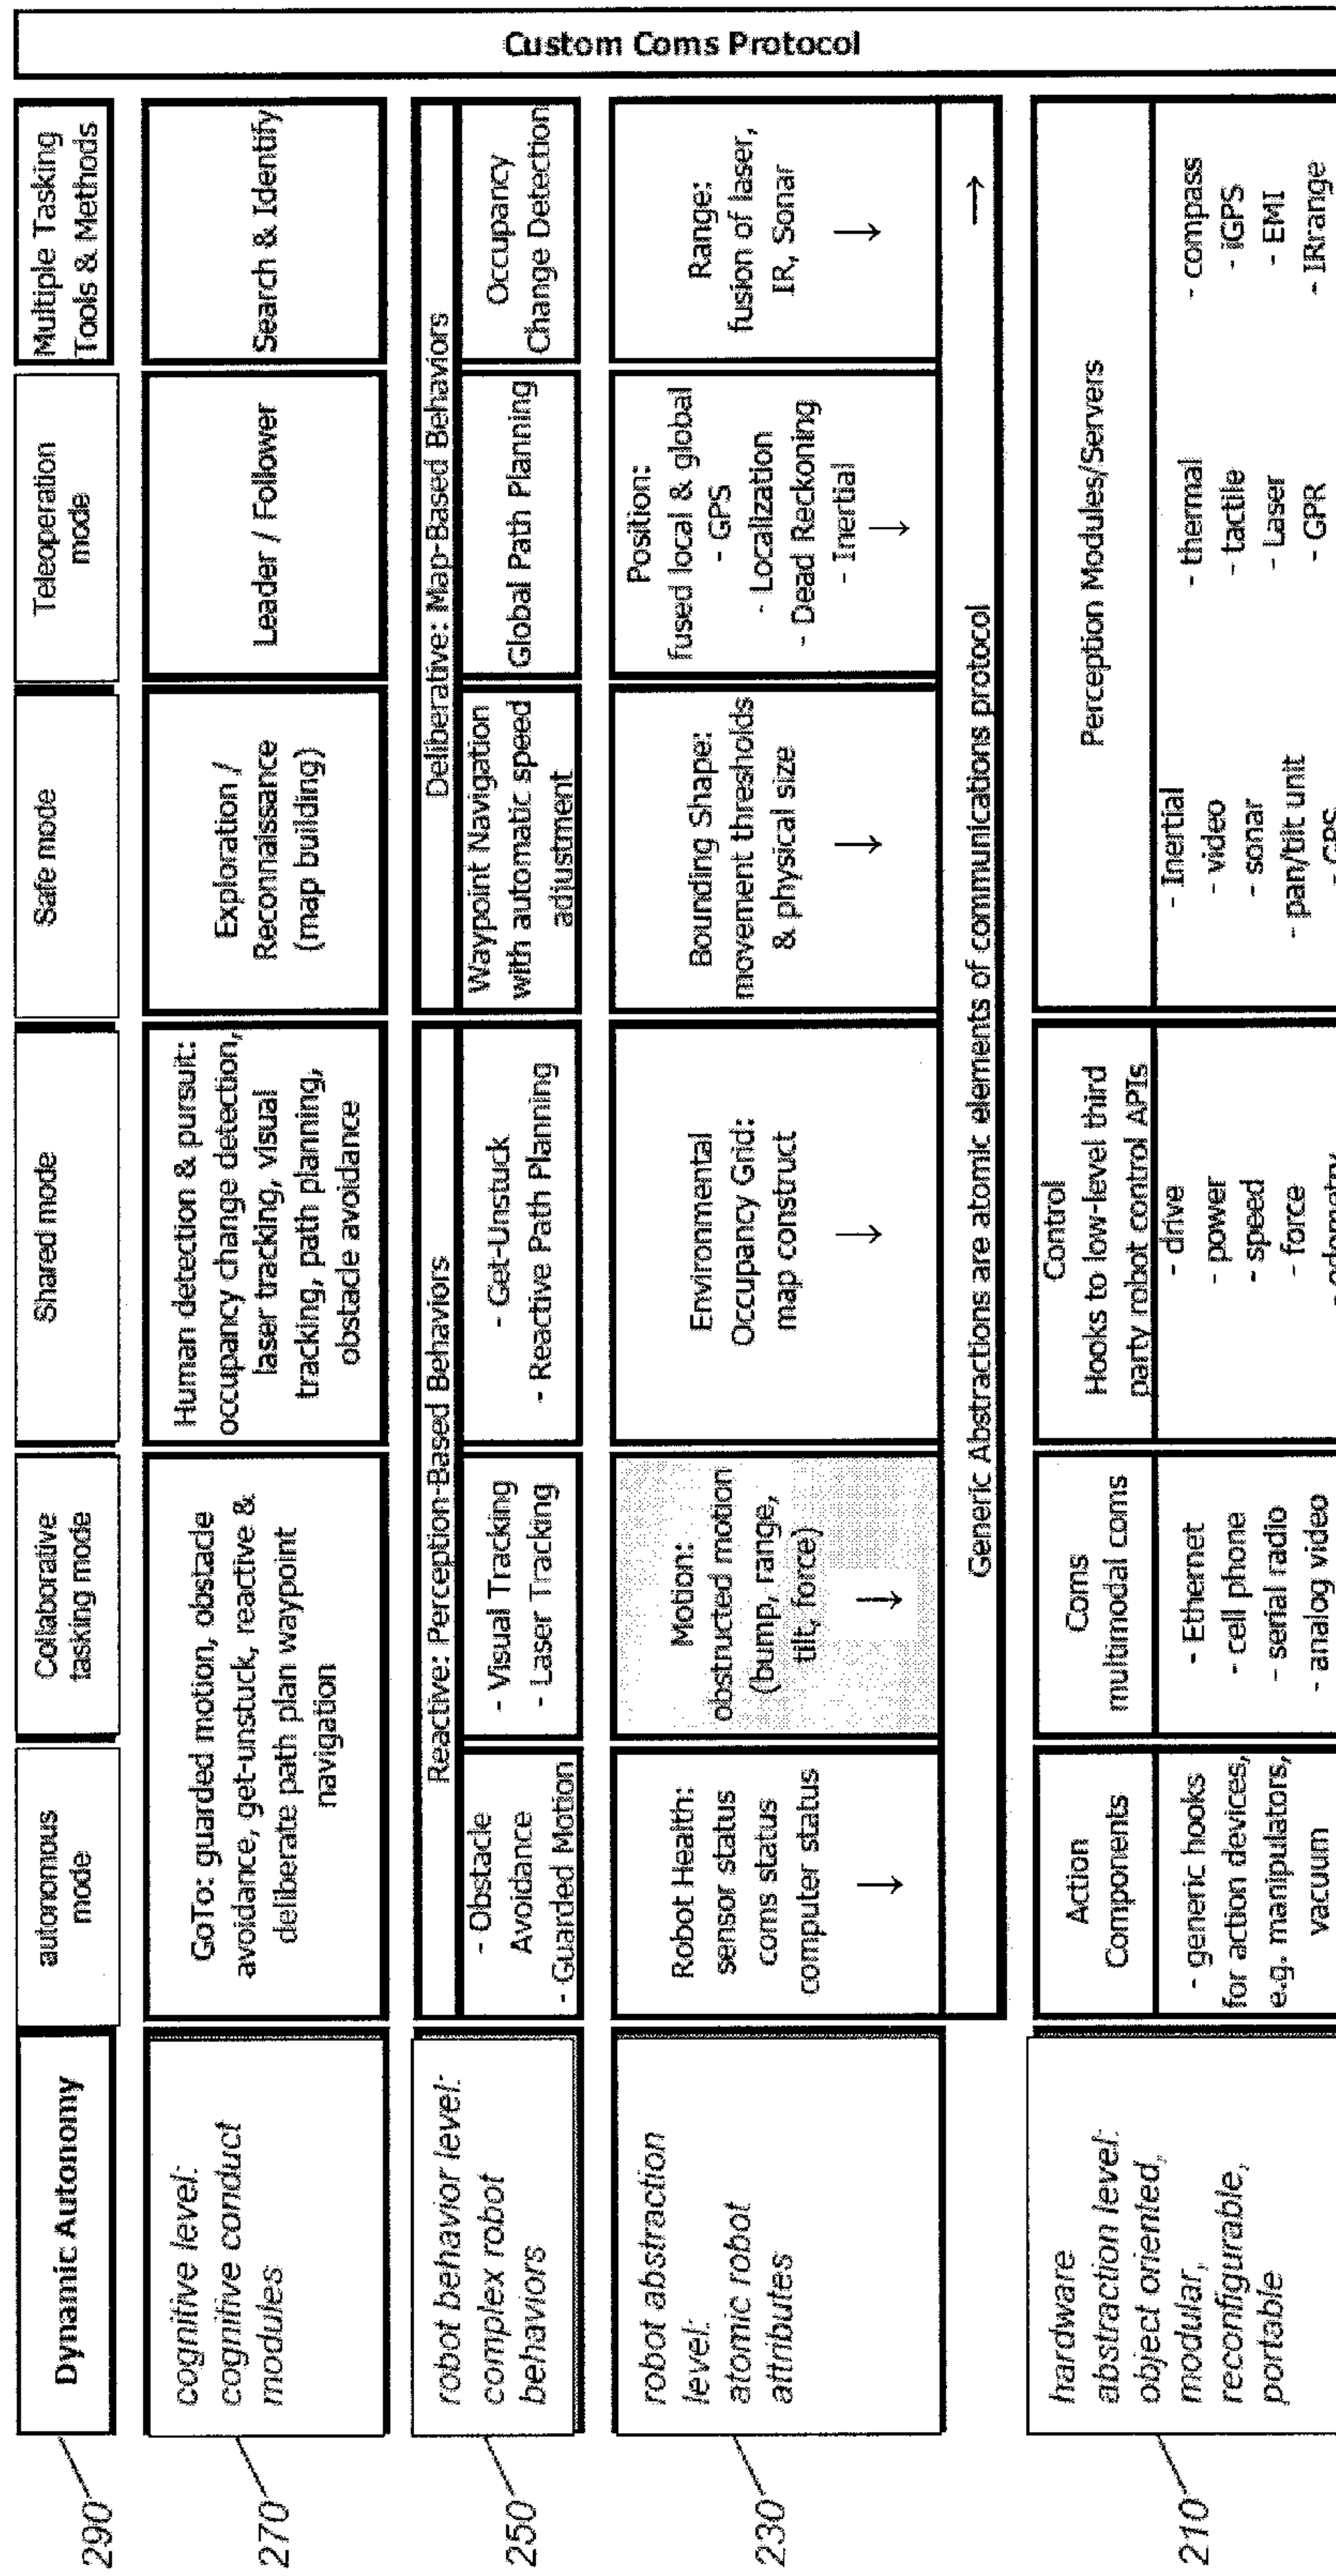 290
Dynamic Autonomy
autonomous
mode
Collaborative
tasking mode
Shared mode
Safe mode
Teleoperation
mode
Multiple Tasking
Tools & Methods
Custom Coms Protocol
270
cognitive level:
cognitive conduct
modules
GoTo: guarded motion, obstacle
avoidance, get-unstuck, reactive &
deliberate path plan waypoint
navigation
Human detection & pursuit:
occupancy change detection,
laser tracking, visual
tracking, path planning,
obstacle avoidance
Exploration /
Reconnaissance
(map building)
Leader / Follower
Search & Identify
250
robot behavior level:
complex robot
behaviors
Reactive: Perception-Based Behaviors
- Obstacle
Avoidance
- Guarded Motion
- Visual Tracking
- Laser Tracking
- Get-Unstuck
- Reactive Path Planning
Deliberative: Map-Based Behaviors
Waypoint Navigation
with automatic speed
adjustment
Global Path Planning
Occupancy
Change Detection
230
robot abstraction
level:
atomic robot
attributes
Robot Health:
sensor status
coms status
computer status
↓
Motion:
obstructed motion
(bump, range,
tilt, force)
↓
Environmental
Occupancy Grid:
map construct
↓
Bounding Shape:
movement thresholds
& physical size
↓
Position:
fused local & global
- GPS
- Localization
- Dead Reckoning
- Inertial
↓
Range:
fusion of laser,
IR, Sonar
↓
Generic Abstractions are atomic elements of communications protocol →
210
hardware
abstraction level:
object oriented,
modular,
reconfigurable,
portable
Action
Components
- generic hooks
for action devices,
e.g. manipulators,
vacuum
Coms
multimodal coms
- Ethernet
- cell phone
- serial radio
- analog video
Control
Hooks to low-level third
party robot control APIs
- drive
- power
- speed
- force
- odometry
Perception Modules/Servers
- Inertial
- video
- sonar
- pan/tilt unit
- GPS
- thermal
- tactile
- Laser
- GPR
- compass
- iGPS
- EMI
- IRrange